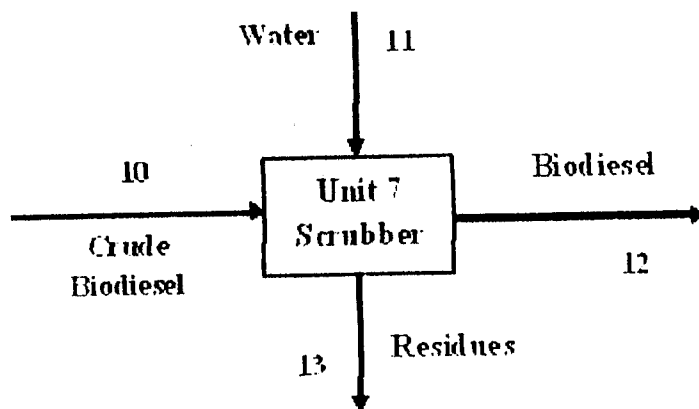 Water
11
10
Biodiesel
Unit 7
Scrubber
Crude
Biodiesel
12
13
Residues